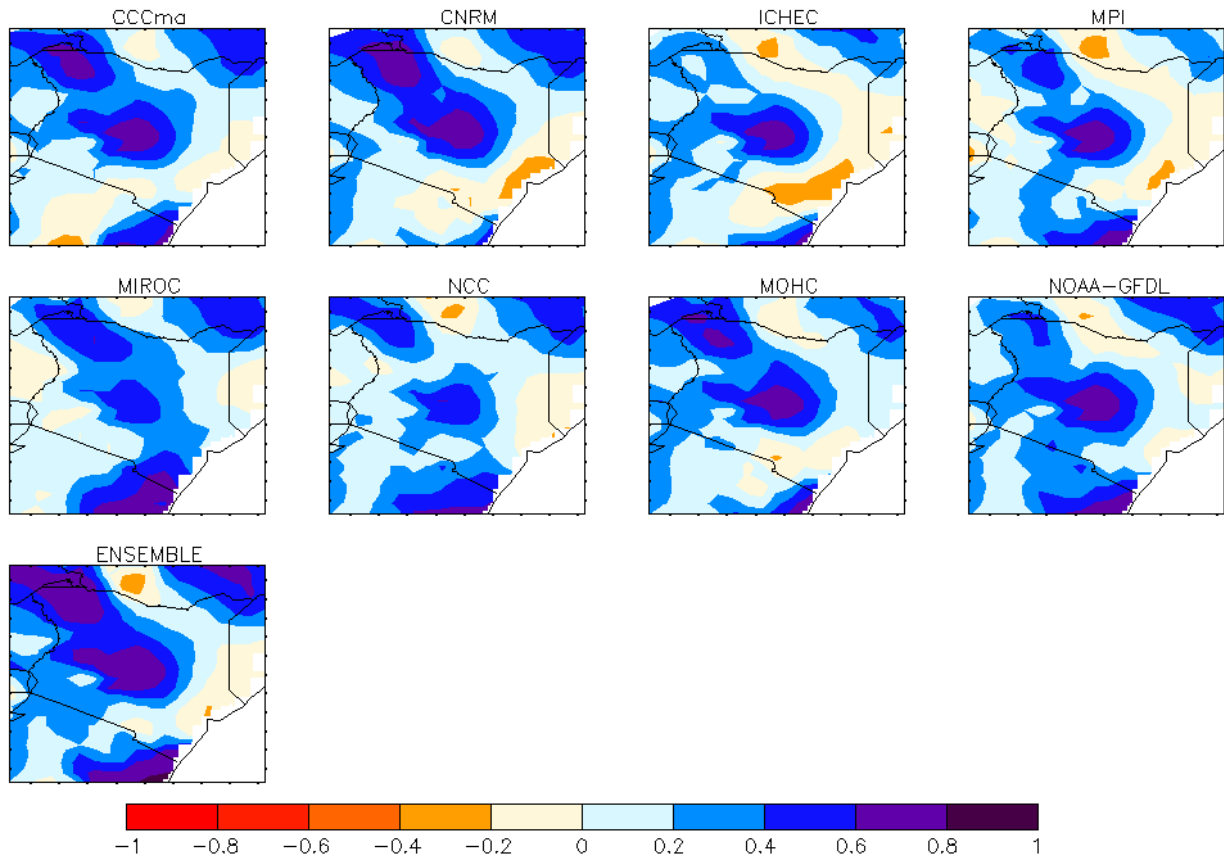 CCCma CNRM ICHEC MPI
MIROC NCC MOHC NOAA-GFDL
ENSEMBLE
-1 -0.8 -0.6 -0.4 -0.2 0 0.2 0.4 0.6 0.8 1